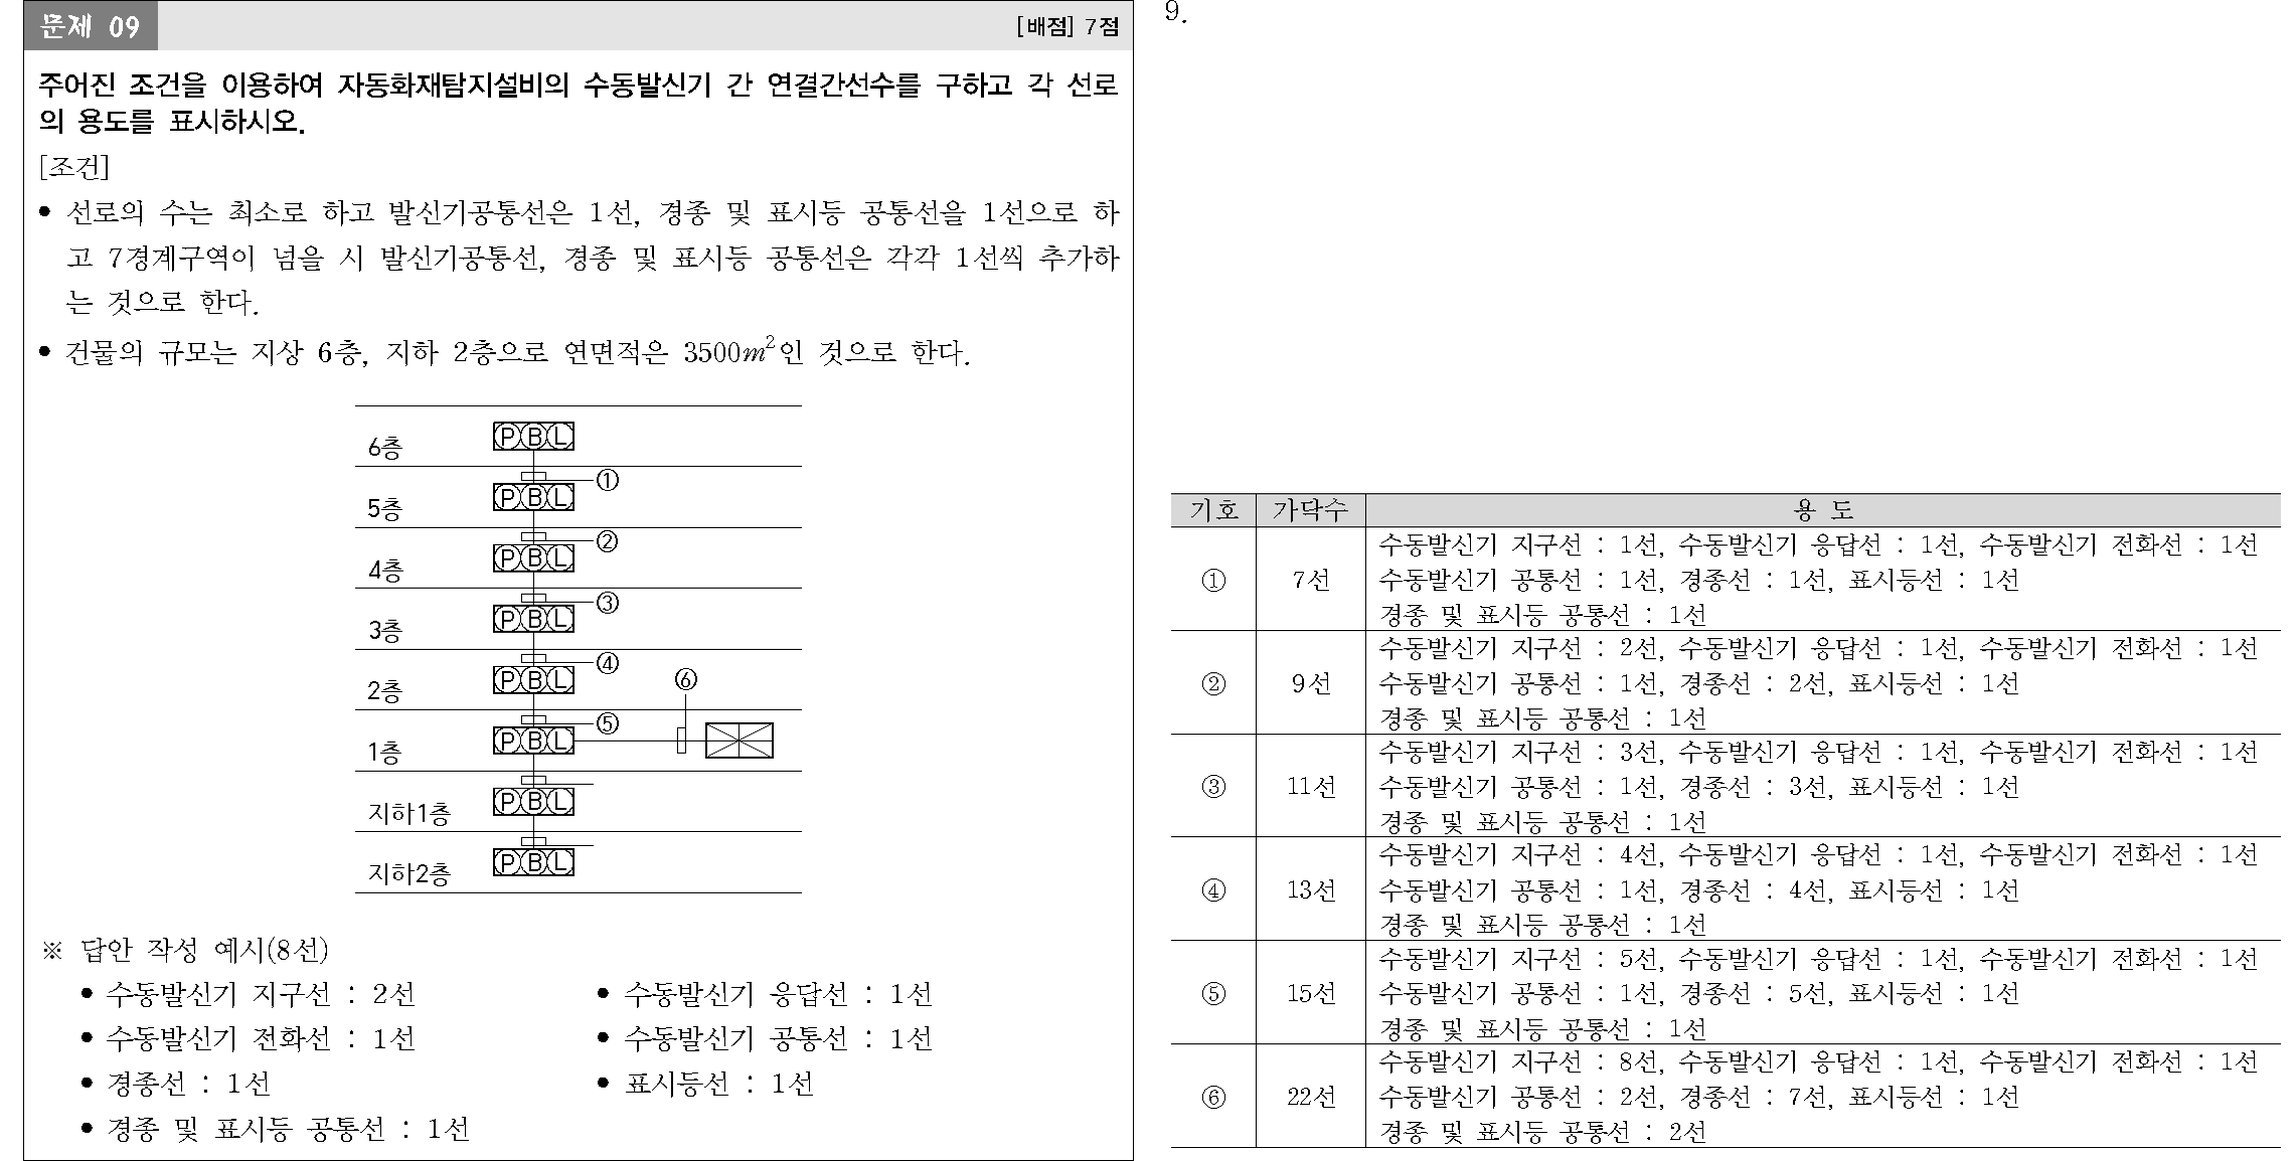 문제 09
[배점] 7점
주어진 조건을 이용하여 자동화재탐지설비의 수동발신기 간 연결간선수를 구하고 각 선로
의 용도를 표시하시오.
[조건]
● 선로의 수는 최소로 하고 발신기공통선은 1선, 경종 및 표시등 공통선을 1선으로 하
고 7경계구역이 넘을 시 발신기공통선, 경종 및 표시등 공통선은 각각 1선씩 추가하
는 것으로 한다.
● 건물의 규모는 지상 6층, 지하 2층으로 연면적은 3500m²인 것으로 한다.
6층 P B L
①
5층 P B L
②
4층 P B L
③
3층 P B L
④
2층 P B L
⑥
⑤
1층 P B L
지하1층 P B L
지하2층 P B L
※ 답안 작성 예시(8선)
● 수동발신기 지구선 : 2선 ● 수동발신기 응답선 : 1선
● 수동발신기 전화선 : 1선 ● 수동발신기 공통선 : 1선
● 경종선 : 1선 ● 표시등선 : 1선
● 경종 및 표시등 공통선 : 1선
9.
기호 가닥수 용 도
수동발신기 지구선 : 1선, 수동발신기 응답선 : 1선, 수동발신기 전화선 : 1선
① 7선 수동발신기 공통선 : 1선, 경종선 : 1선, 표시등선 : 1선
경종 및 표시등 공통선 : 1선
수동발신기 지구선 : 2선, 수동발신기 응답선 : 1선, 수동발신기 전화선 : 1선
② 9선 수동발신기 공통선 : 1선, 경종선 : 2선, 표시등선 : 1선
경종 및 표시등 공통선 : 1선
수동발신기 지구선 : 3선, 수동발신기 응답선 : 1선, 수동발신기 전화선 : 1선
③ 11선 수동발신기 공통선 : 1선, 경종선 : 3선, 표시등선 : 1선
경종 및 표시등 공통선 : 1선
수동발신기 지구선 : 4선, 수동발신기 응답선 : 1선, 수동발신기 전화선 : 1선
④ 13선 수동발신기 공통선 : 1선, 경종선 : 4선, 표시등선 : 1선
경종 및 표시등 공통선 : 1선
수동발신기 지구선 : 5선, 수동발신기 응답선 : 1선, 수동발신기 전화선 : 1선
⑤ 15선 수동발신기 공통선 : 1선, 경종선 : 5선, 표시등선 : 1선
경종 및 표시등 공통선 : 1선
수동발신기 지구선 : 8선, 수동발신기 응답선 : 1선, 수동발신기 전화선 : 1선
⑥ 22선 수동발신기 공통선 : 2선, 경종선 : 7선, 표시등선 : 1선
경종 및 표시등 공통선 : 2선